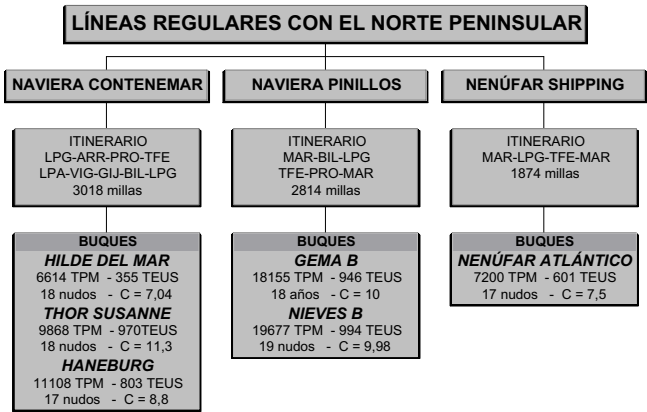 LÍNEAS REGULARES CON EL NORTE PENINSULAR
NAVIERA CONTENEMAR
ITINERARIO
LPG-ARR-PRO-TFE
LPA-VIG-GIJ-BIL-LPG
3018 millas
BUQUES
HILDE DEL MAR
6614 TPM - 355 TEUS
18 nudos - C = 7,04
THOR SUSANNE
9868 TPM - 970TEUS
18 nudos - C = 11,3
HANEBURG
11108 TPM - 803 TEUS
17 nudos - C = 8,8
NAVIERA PINILLOS
ITINERARIO
MAR-BIL-LPG
TFE-PRO-MAR
2814 millas
BUQUES
GEMA B
18155 TPM - 946 TEUS
18 años - C = 10
NIEVES B
19677 TPM - 994 TEUS
19 nudos - C = 9,98
NENÚFAR SHIPPING
ITINERARIO
MAR-LPG-TFE-MAR
1874 millas
BUQUES
NENÚFAR ATLÁNTICO
7200 TPM - 601 TEUS
17 nudos - C = 7,5